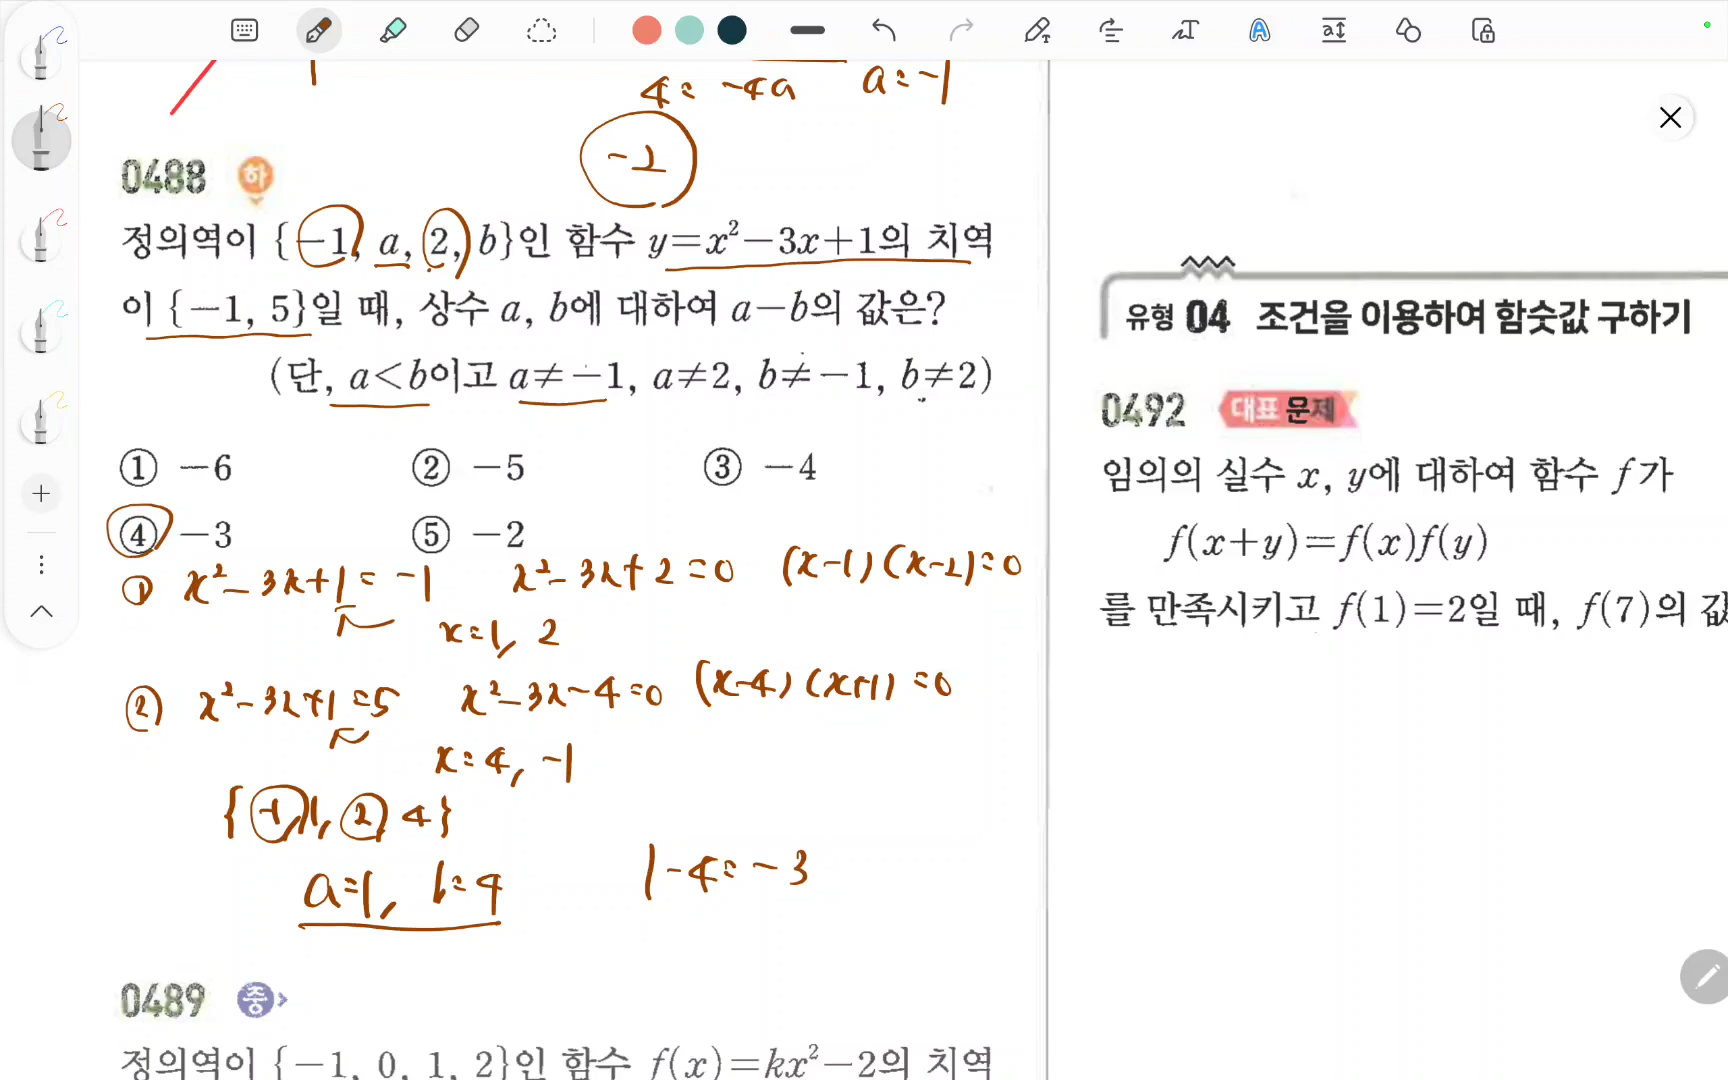 4= -4a a=-1
-2
0488 하
정의역이 {-1, a, 2, b}인 함수 y=x²-3x+1의 치역
이 {-1, 5}일 때, 상수 a, b에 대하여 a-b의 값은?
(단, a<b이고 a≠-1, a≠2, b≠-1, b≠2)
① -6 ② -5 ③ -4
④ -3 ⑤ -2
① x²-3x+1=-1 x²-3x+2=0 (x-1)(x-2)=0
x=1, 2
② x²-3x+1=5 x²-3x-4=0 (x-4)(x+1)=0
x=4, -1
{-1, 1, 2, 4}
a=1, b=4 1-4=-3
0489 중
정의역이 {-1, 0, 1, 2}인 함수 f(x)=kx²-2의 치역
유형 04 조건을 이용하여 함숫값 구하기
0492 대표 문제
임의의 실수 x, y에 대하여 함수 f가
f(x+y)=f(x)f(y)
를 만족시키고 f(1)=2일 때, f(7)의 값